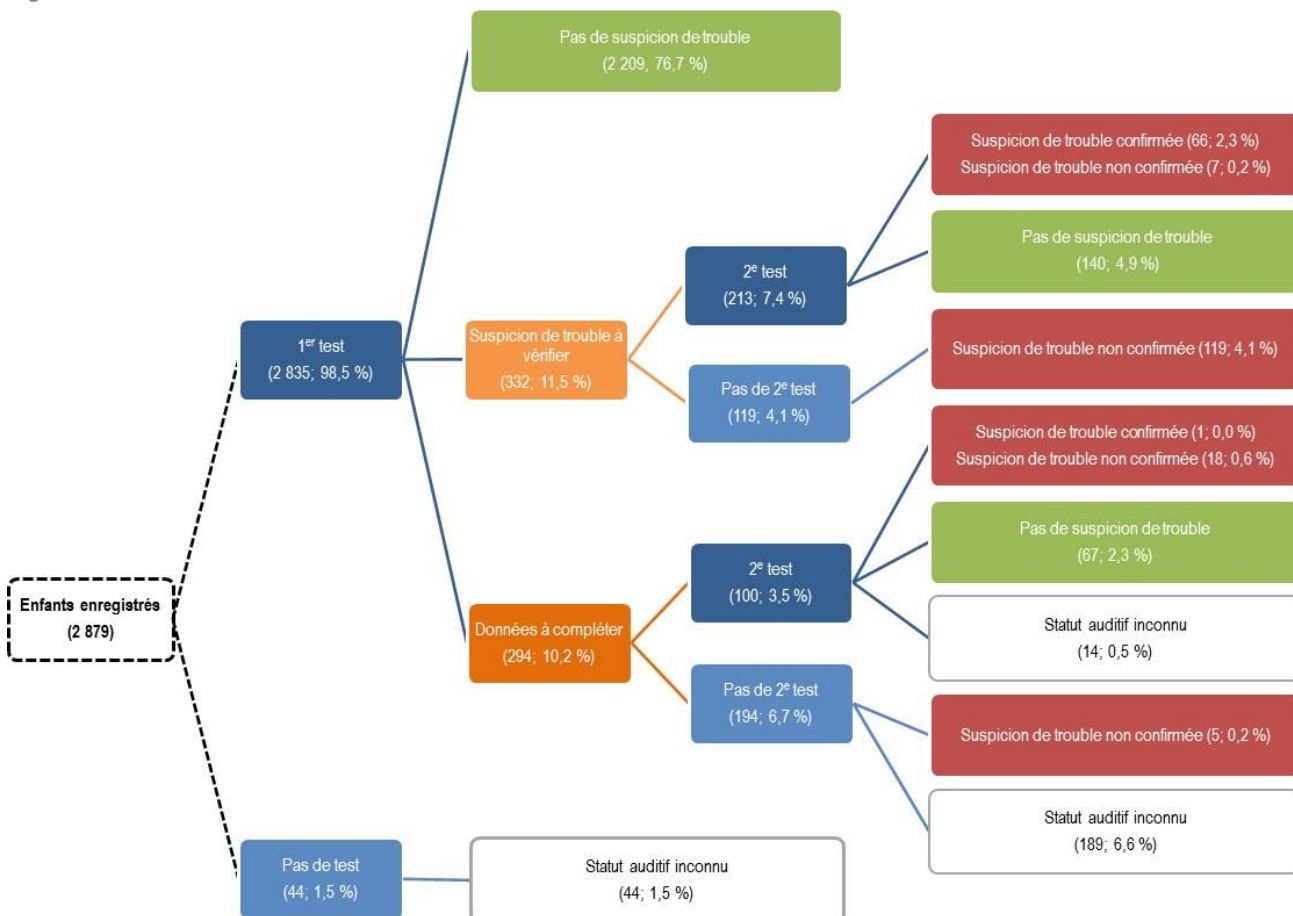 Pas de suspicion de trouble
(2 209, 76,7 %)
Suspicion de trouble confirmée (66; 2,3 %)
Suspicion de trouble non confirmée (7; 0,2 %)
Pas de suspicion de trouble
(140; 4,9 %)
2e test
(213; 7,4 %)
1er test
(2 835; 98,5 %)
Suspicion de trouble à
vérifier
(332; 11,5 %)
Suspicion de trouble non confirmée (119; 4,1 %)
Pas de 2e test
(119; 4,1 %)
Suspicion de trouble confirmée (1; 0,0 %)
Suspicion de trouble non confirmée (18; 0,6 %)
Pas de suspicion de trouble
(67; 2,3 %)
2e test
(100; 3,5 %)
Enfants enregistrés
(2 879)
Données à compléter
(294; 10,2 %)
Statut auditif inconnu
(14; 0,5 %)
Pas de 2e test
(194; 6,7 %)
Suspicion de trouble non confirmée (5; 0,2 %)
Statut auditif inconnu
(189; 6,6 %)
Pas de test
(44; 1,5 %)
Statut auditif inconnu
(44; 1,5 %)